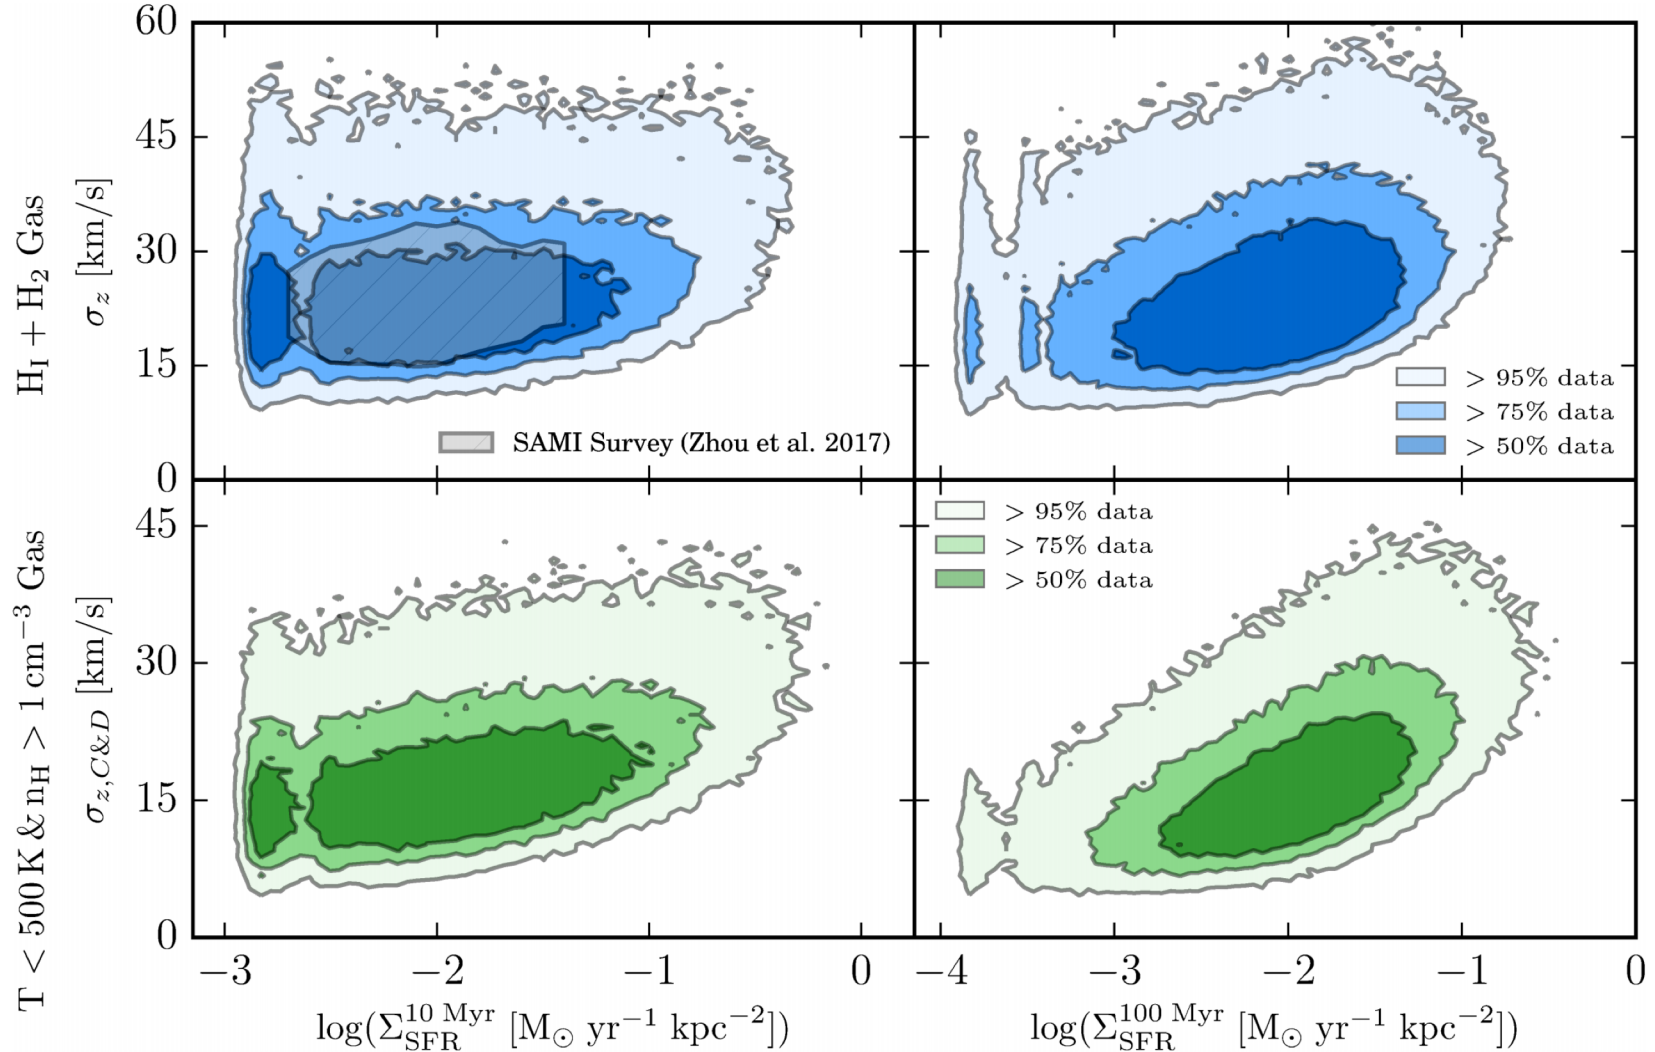 60
45
30
15
0
H_I + H_2 Gas
σ_z [km/s]
SAMI Survey (Zhou et al. 2017)
> 95% data
> 75% data
> 50% data
45
30
15
0
T < 500 K & n_H > 1 cm^−3 Gas
σ_z,C&D [km/s]
> 95% data
> 75% data
> 50% data
−3 −2 −1 0
−4 −3 −2 −1 0
log(Σ_SFR^10 Myr [M_⊙ yr^−1 kpc^−2])
log(Σ_SFR^100 Myr [M_⊙ yr^−1 kpc^−2])